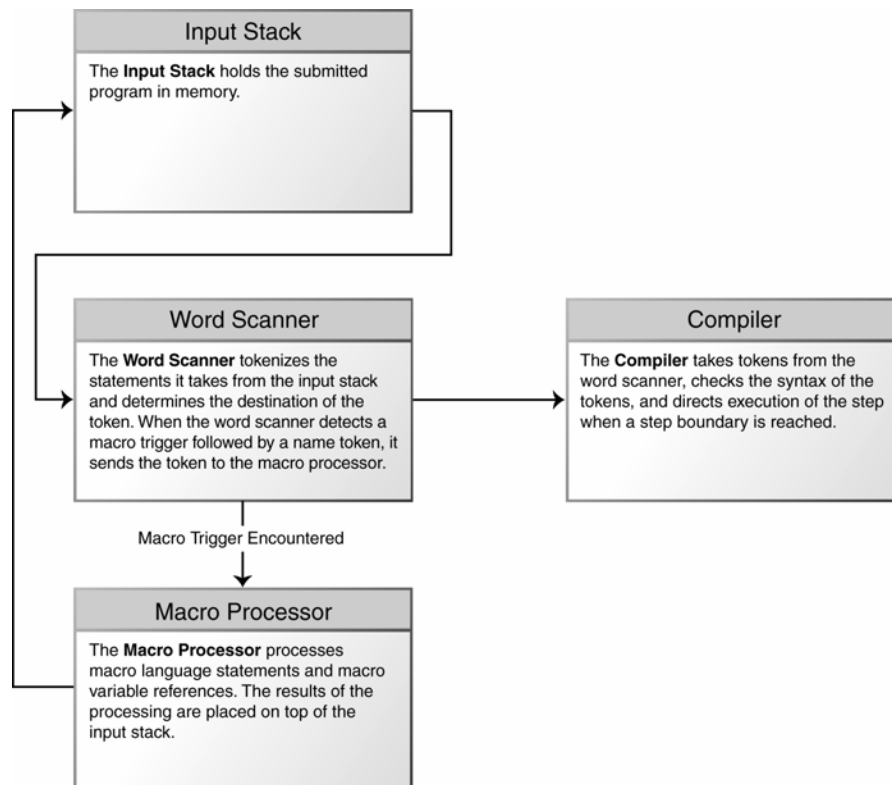 Input Stack
The Input Stack holds the submitted
program in memory.
Word Scanner
The Word Scanner tokenizes the
statements it takes from the input stack
and determines the destination of the
token. When the word scanner detects a
macro trigger followed by a name token, it
sends the token to the macro processor.
Compiler
The Compiler takes tokens from the
word scanner, checks the syntax of the
tokens, and directs execution of the step
when a step boundary is reached.
Macro Trigger Encountered
Macro Processor
The Macro Processor processes
macro language statements and macro
variable references. The results of the
processing are placed on top of the
input stack.